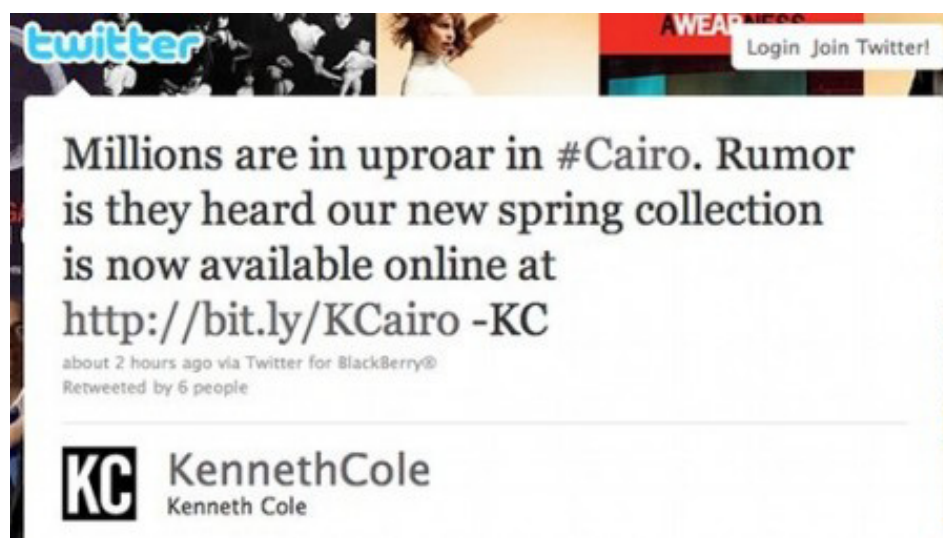 twitter
AWEARNESS
Login Join Twitter!
Millions are in uproar in #Cairo. Rumor
is they heard our new spring collection
is now available online at
http://bit.ly/KCairo -KC
about 2 hours ago via Twitter for BlackBerry®
Retweeted by 6 people
KC
KennethCole
Kenneth Cole